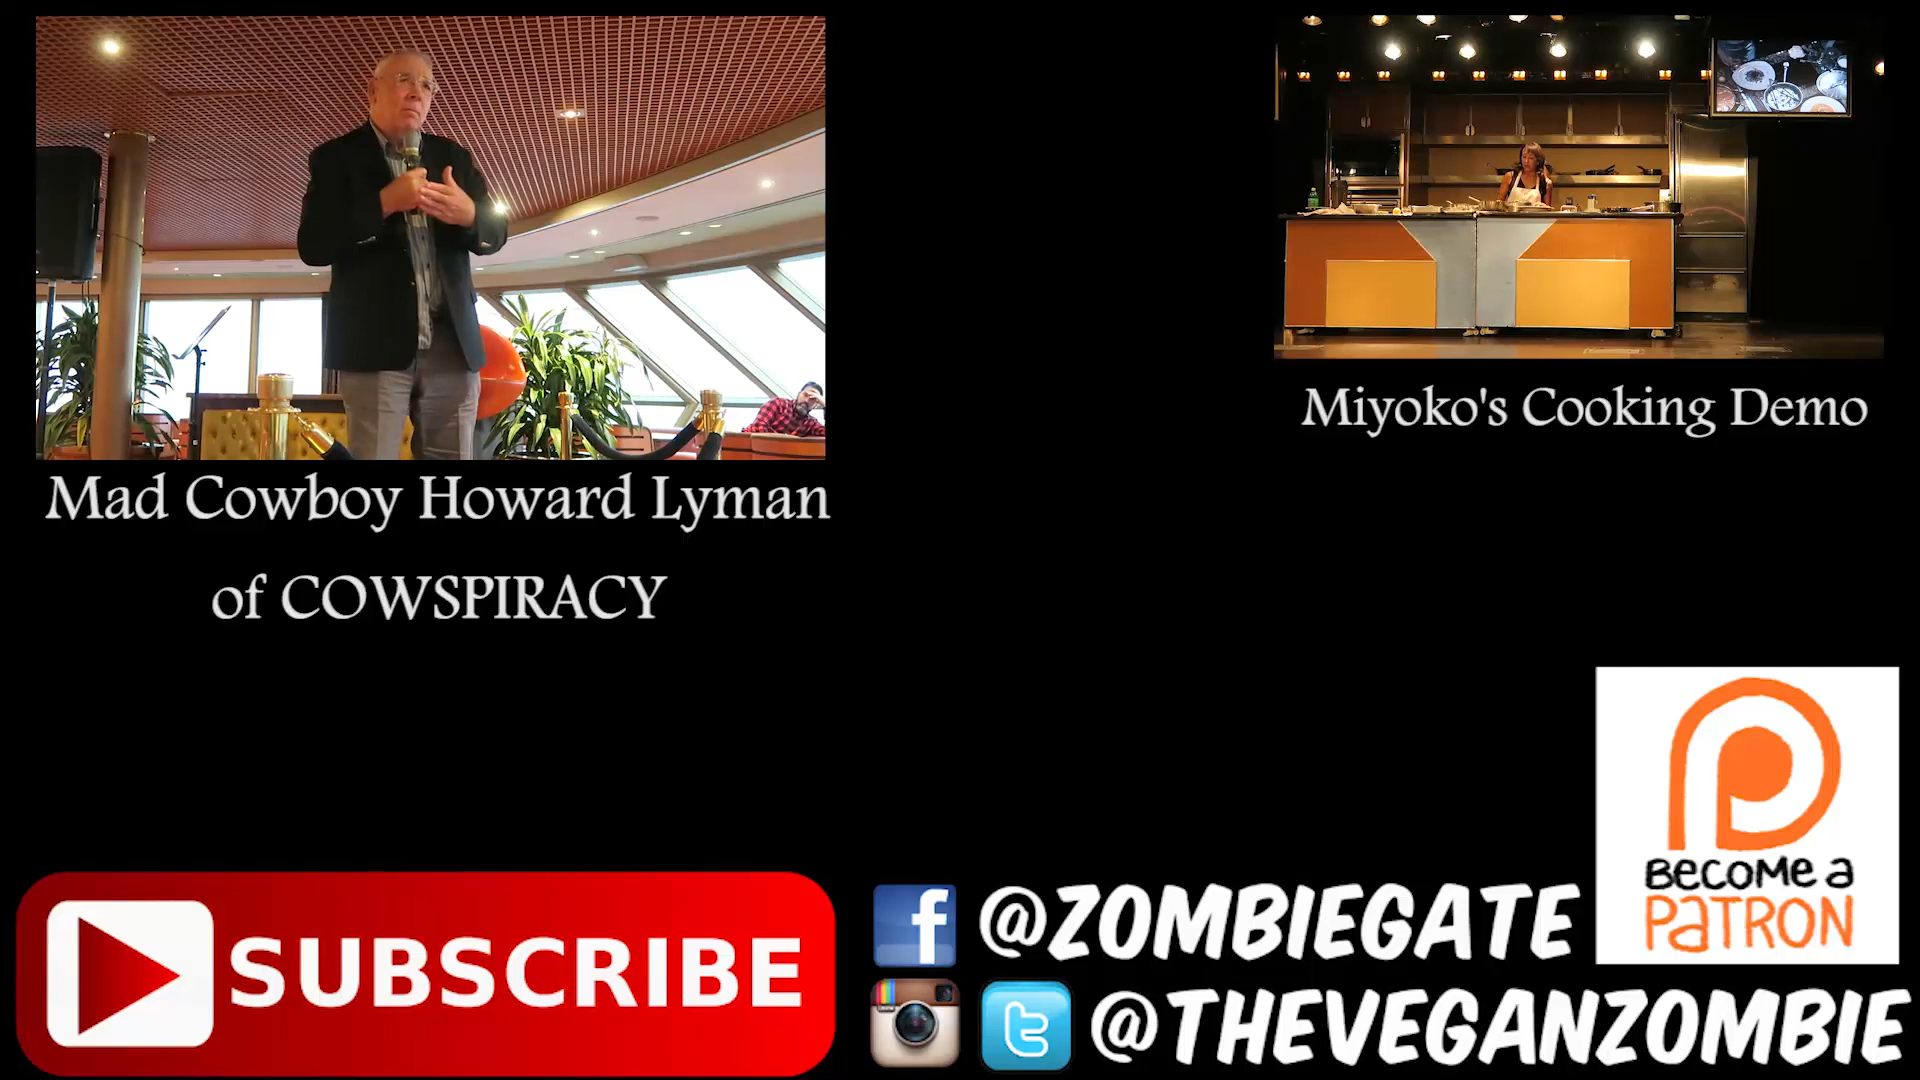 Miyoko's Cooking Demo
Mad Cowboy Howard Lyman
of COWSPIRACY
BECOME A
PATRON
SUBSCRIBE
f @ZOMBIEGATE
t @THEVEGANZOMBIE